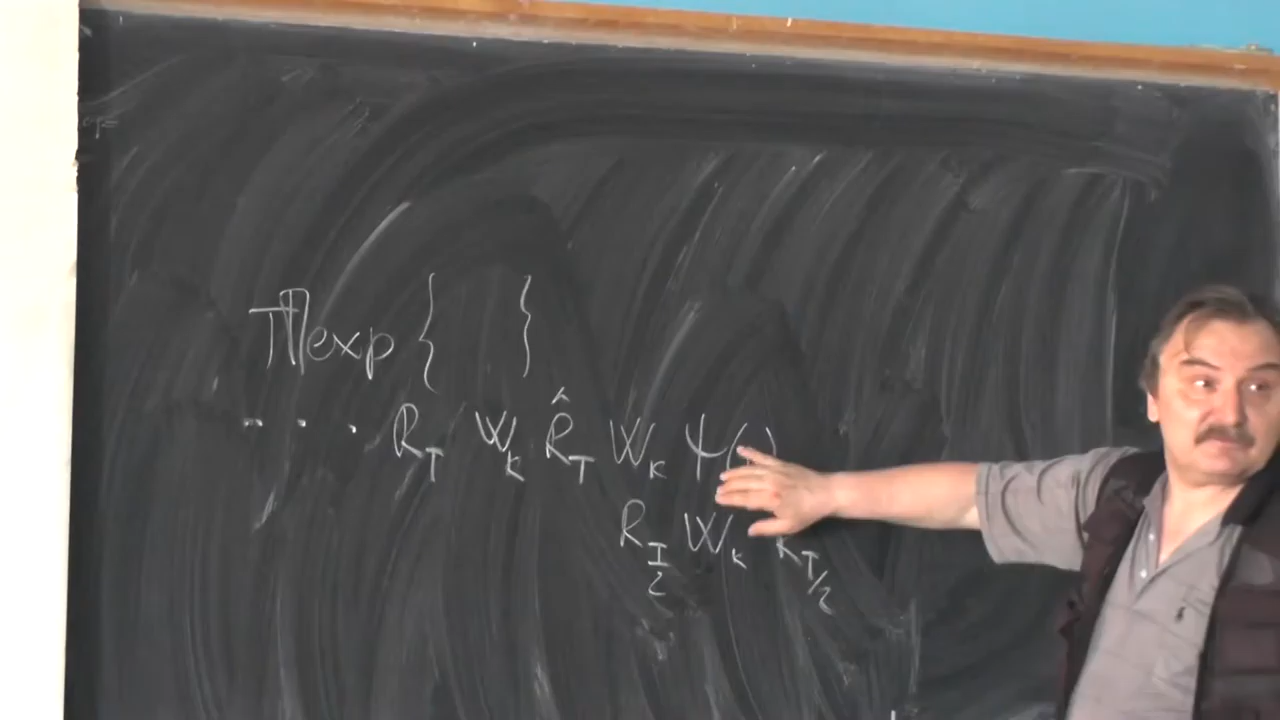 Texp { }
... R_T W_K R̂_T W_K ψ( )
R_{T/2} W_K R_{T/2}